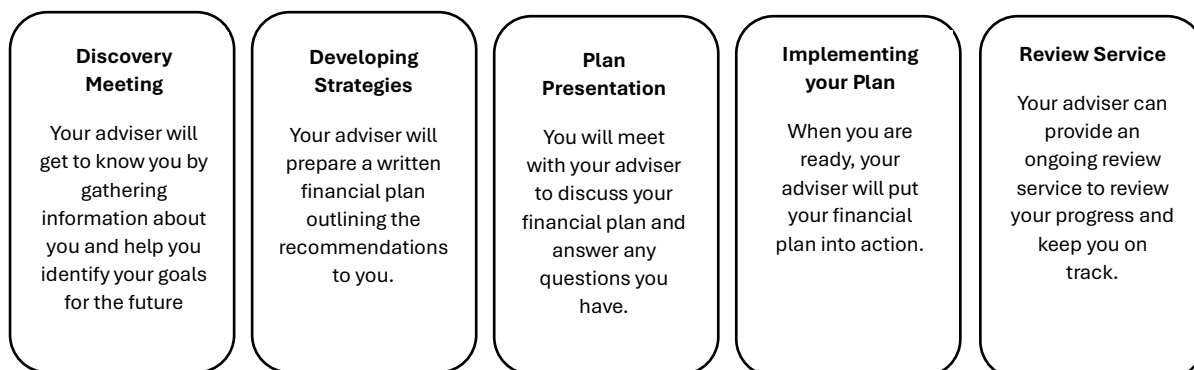 Discovery
Meeting
Your adviser will
get to know you by
gathering
information about
you and help you
identify your goals
for the future
Developing
Strategies
Your adviser will
prepare a written
financial plan
outlining the
recommendations
to you.
Plan
Presentation
You will meet
with your adviser
to discuss your
financial plan and
answer any
questions you
have.
Implementing
your Plan
When you are
ready, your
adviser will put
your financial
plan into action.
Review Service
Your adviser can
provide an
ongoing review
service to review
your progress and
keep you on
track.